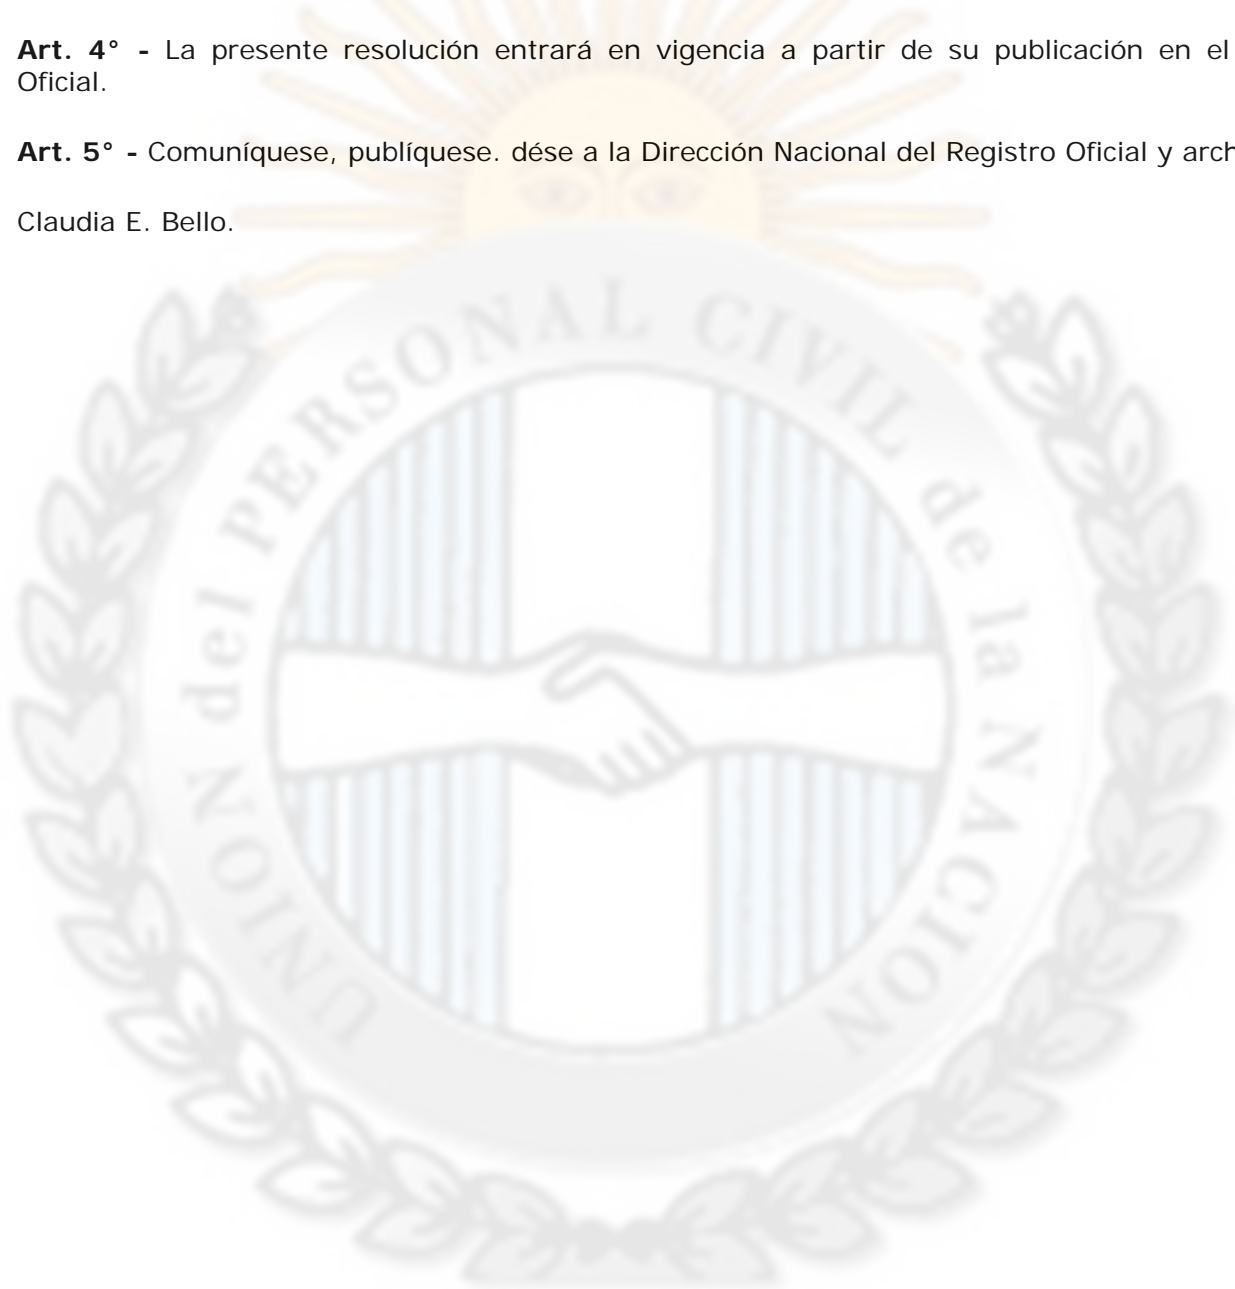 Art. 4° - La presente resolución entrará en vigencia a partir de su publicación en el
Oficial.
Art. 5° - Comuníquese, publíquese. dése a la Dirección Nacional del Registro Oficial y arch
Claudia E. Bello.
UNION del PERSONAL CIVIL de la NACION